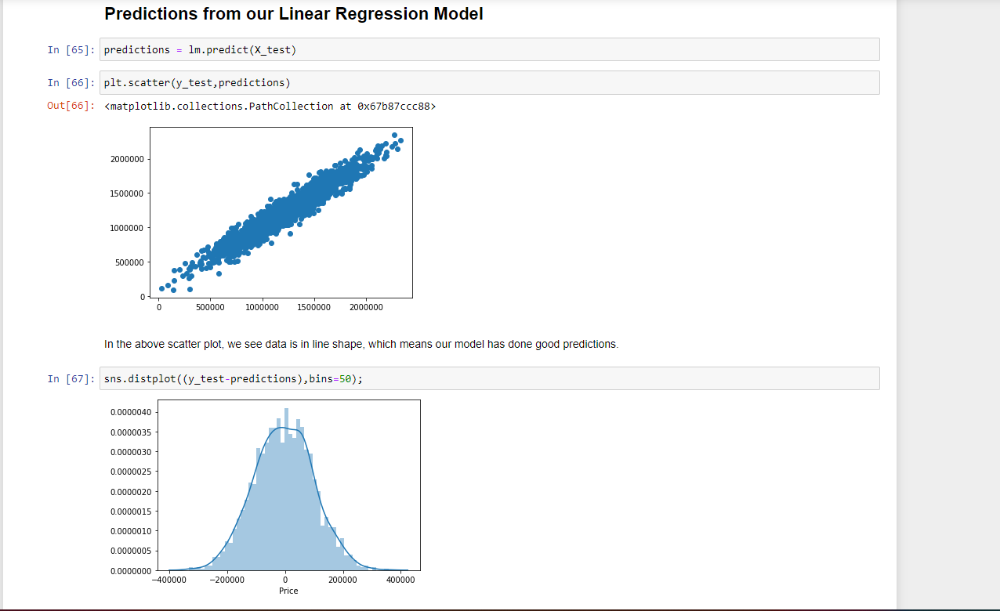 Predictions from our Linear Regression Model
In [65]: predictions = lm.predict(X_test)
In [66]: plt.scatter(y_test,predictions)
Out[66]: <matplotlib.collections.PathCollection at 0x67b87ccc88>
2000000
1500000
1000000
500000
0
0 500000 1000000 1500000 2000000
In the above scatter plot, we see data is in line shape, which means our model has done good predictions.
In [67]: sns.distplot((y_test-predictions),bins=50);
0.0000040
0.0000035
0.0000030
0.0000025
0.0000020
0.0000015
0.0000010
0.0000005
0.0000000
−400000 −200000 0 200000 400000
Price